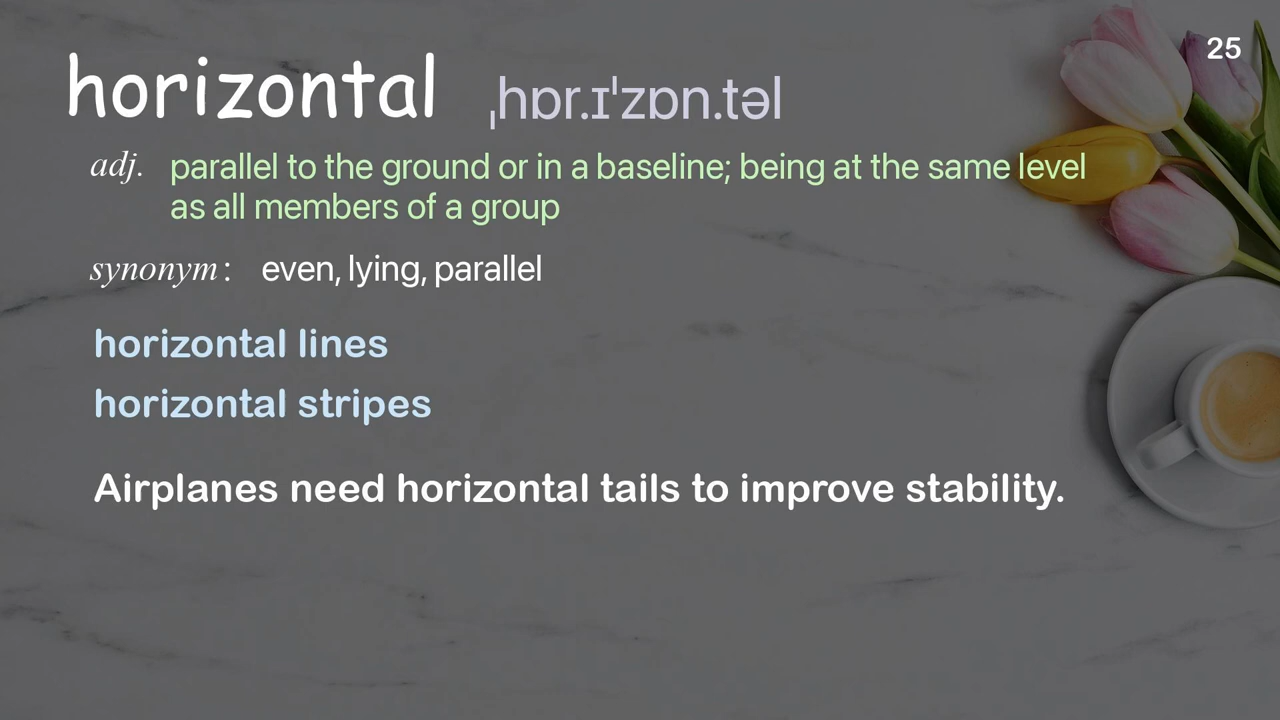 25
horizontal ˌhɒr.ɪˈzɒn.təl
adj. parallel to the ground or in a baseline; being at the same level
as all members of a group
synonym: even, lying, parallel
horizontal lines
horizontal stripes
Airplanes need horizontal tails to improve stability.